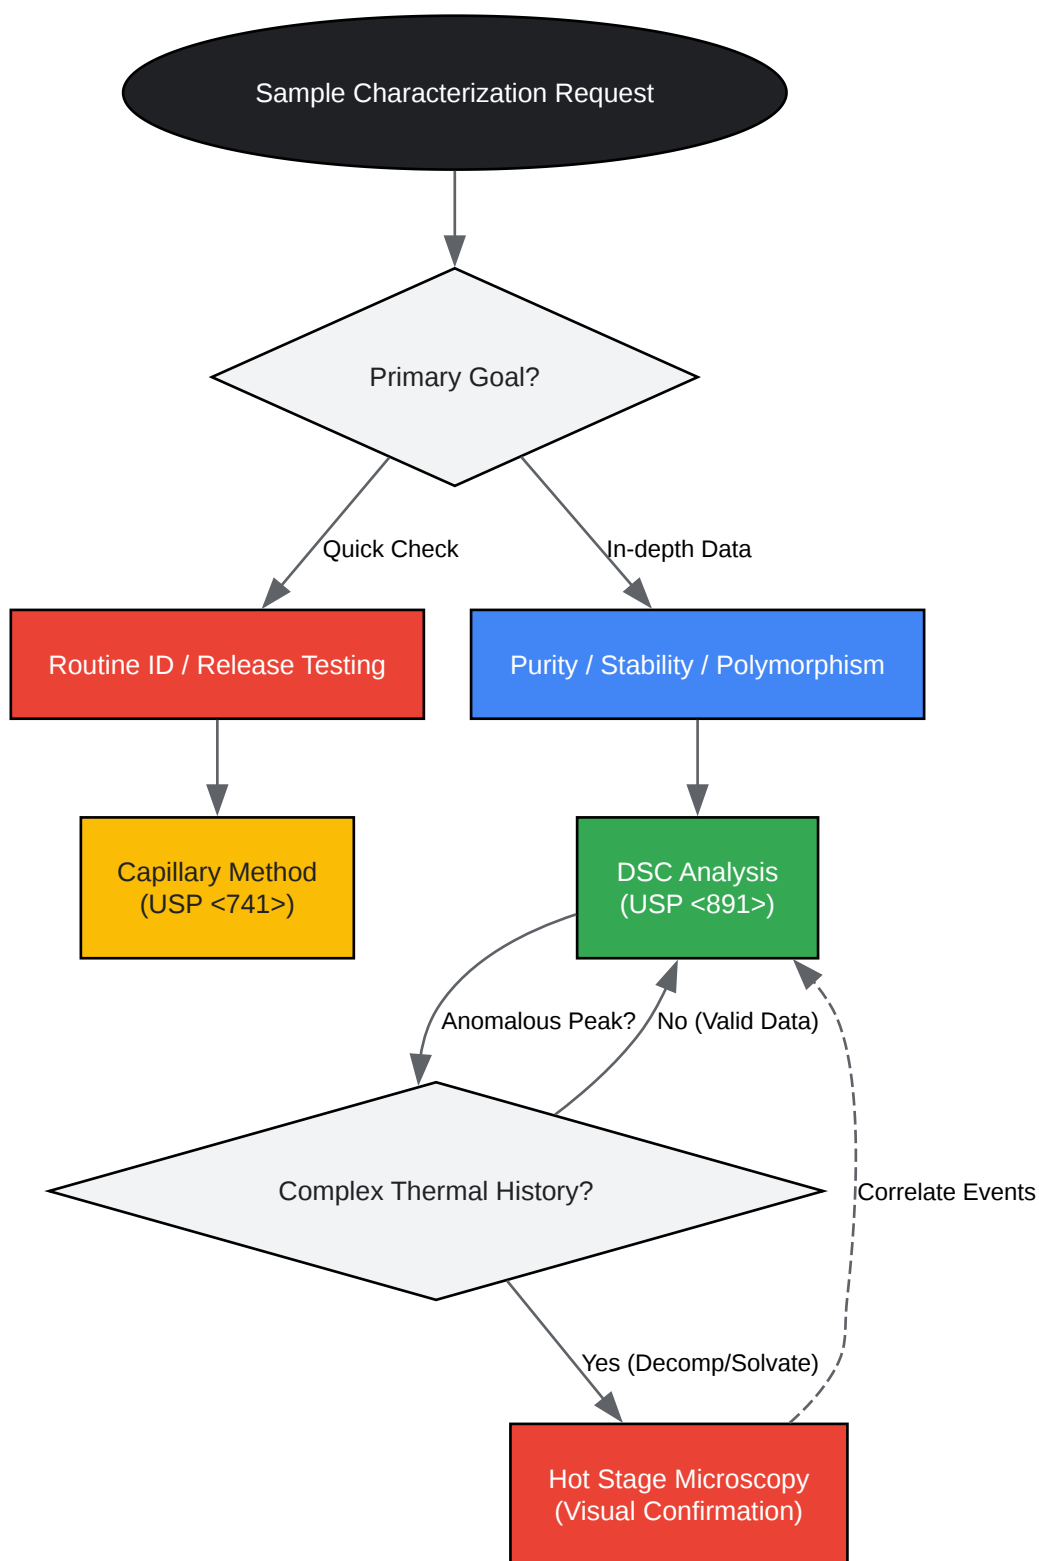 Sample Characterization Request
Primary Goal?
Quick Check
In-depth Data
Routine ID / Release Testing
Purity / Stability / Polymorphism
Capillary Method
(USP <741>)
DSC Analysis
(USP <891>)
Anomalous Peak?
No (Valid Data)
Complex Thermal History?
Correlate Events
Yes (Decomp/Solvate)
Hot Stage Microscopy
(Visual Confirmation)